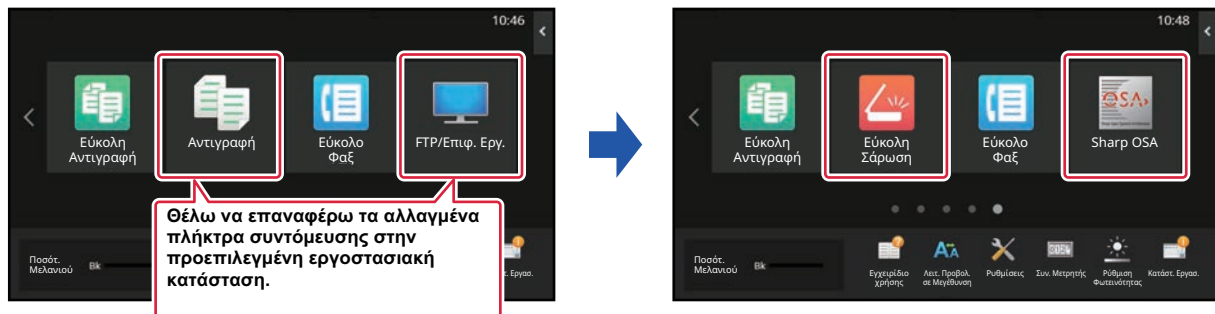 10:46
Εύκολη
Αντιγραφή
Αντιγραφή
Εύκολο
Φαξ
FTP/Επιφ. Εργ.
Θέλω να επαναφέρω τα αλλαγμένα
πλήκτρα συντόμευσης στην
προεπιλεγμένη εργοστασιακή
κατάσταση.
Ποσότ.
Μελανιού
Bk
τ. Εργασ.
10:48
Εύκολη
Αντιγραφή
Εύκολη
Σάρωση
Εύκολο
Φαξ
OSA
Sharp OSA
Ποσότ.
Μελανιού
Bk
Εγχειρίδιο
χρήσης
Λειτ. Προβολ.
σε Μεγέθυνση
Ρυθμίσεις
Συν. Μετρητής
Ρύθμιση
Φωτεινότητας
Κατάστ. Εργασ.